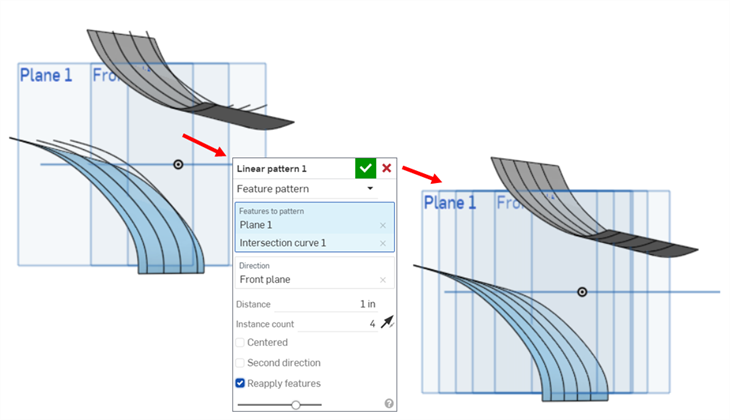 Plane 1
Fro
Linear pattern 1
Feature pattern
Features to pattern
Plane 1
Intersection curve 1
Direction
Front plane
Distance 1 in
Instance count 4
Centered
Second direction
Reapply features
Plane 1
Fro